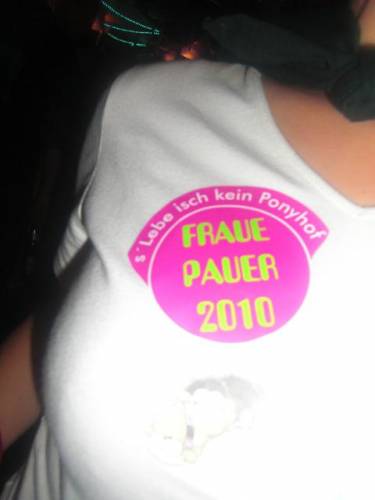 s' Lebe isch kein Ponyhof
FRAUE
PAUER
2010